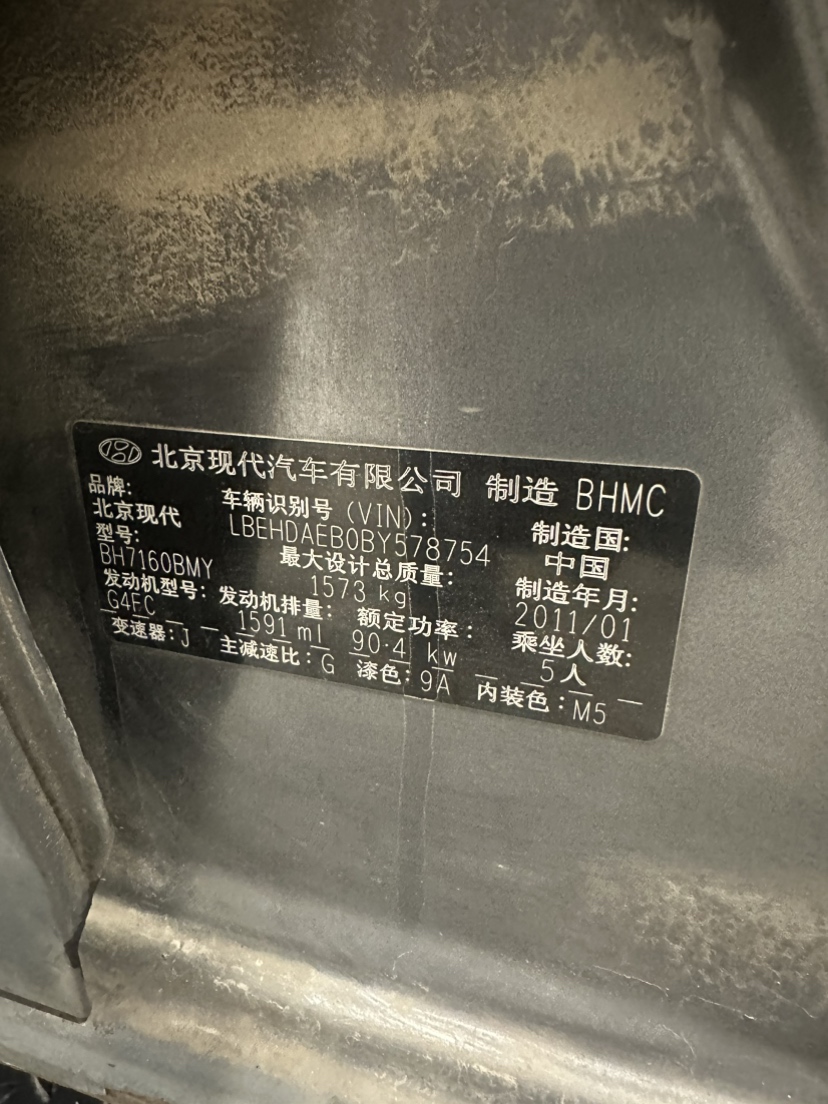 北京现代汽车有限公司 制造 BHMC
品牌: 车辆识别号 (VIN): 制造国:
北京现代 LBEHDAEB0BY578754 中国
型号: 最大设计总质量: 制造年月:
BH7160BMY 1573 kg 2011/01
发动机型号: 发动机排量: 额定功率: 乘坐人数:
G4FC 1591 ml 90.4 kw 5人
变速器: J 主减速比: G 漆色: 9A 内装色: M5